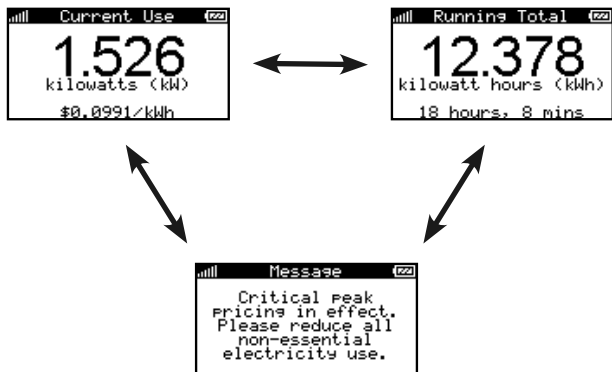 Current Use
1.526
kilowatts (kW)
$0.0991/kWh
Running Total
12.378
kilowatt hours (kWh)
18 hours, 8 mins
Message
Critical peak
pricing in effect.
Please reduce all
non-essential
electricity use.